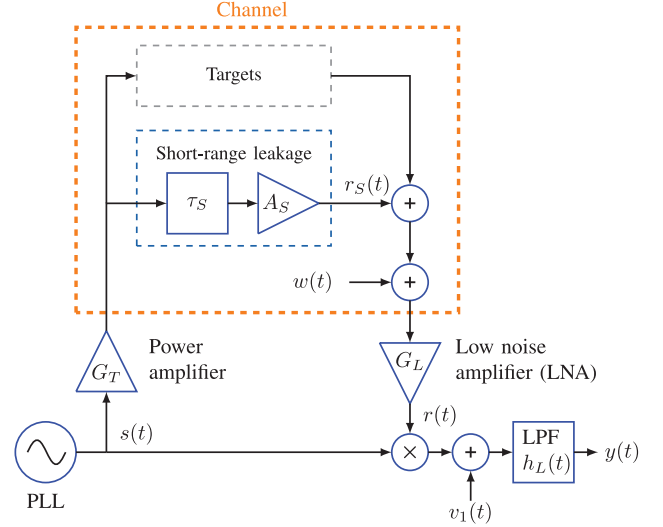 Channel
Targets
Short-range leakage
τ_S
A_S
r_S(t)
+
w(t)
+
G_T
Power
amplifier
G_L
Low noise
amplifier (LNA)
s(t)
r(t)
PLL
×
+
LPF
h_L(t)
y(t)
v_1(t)